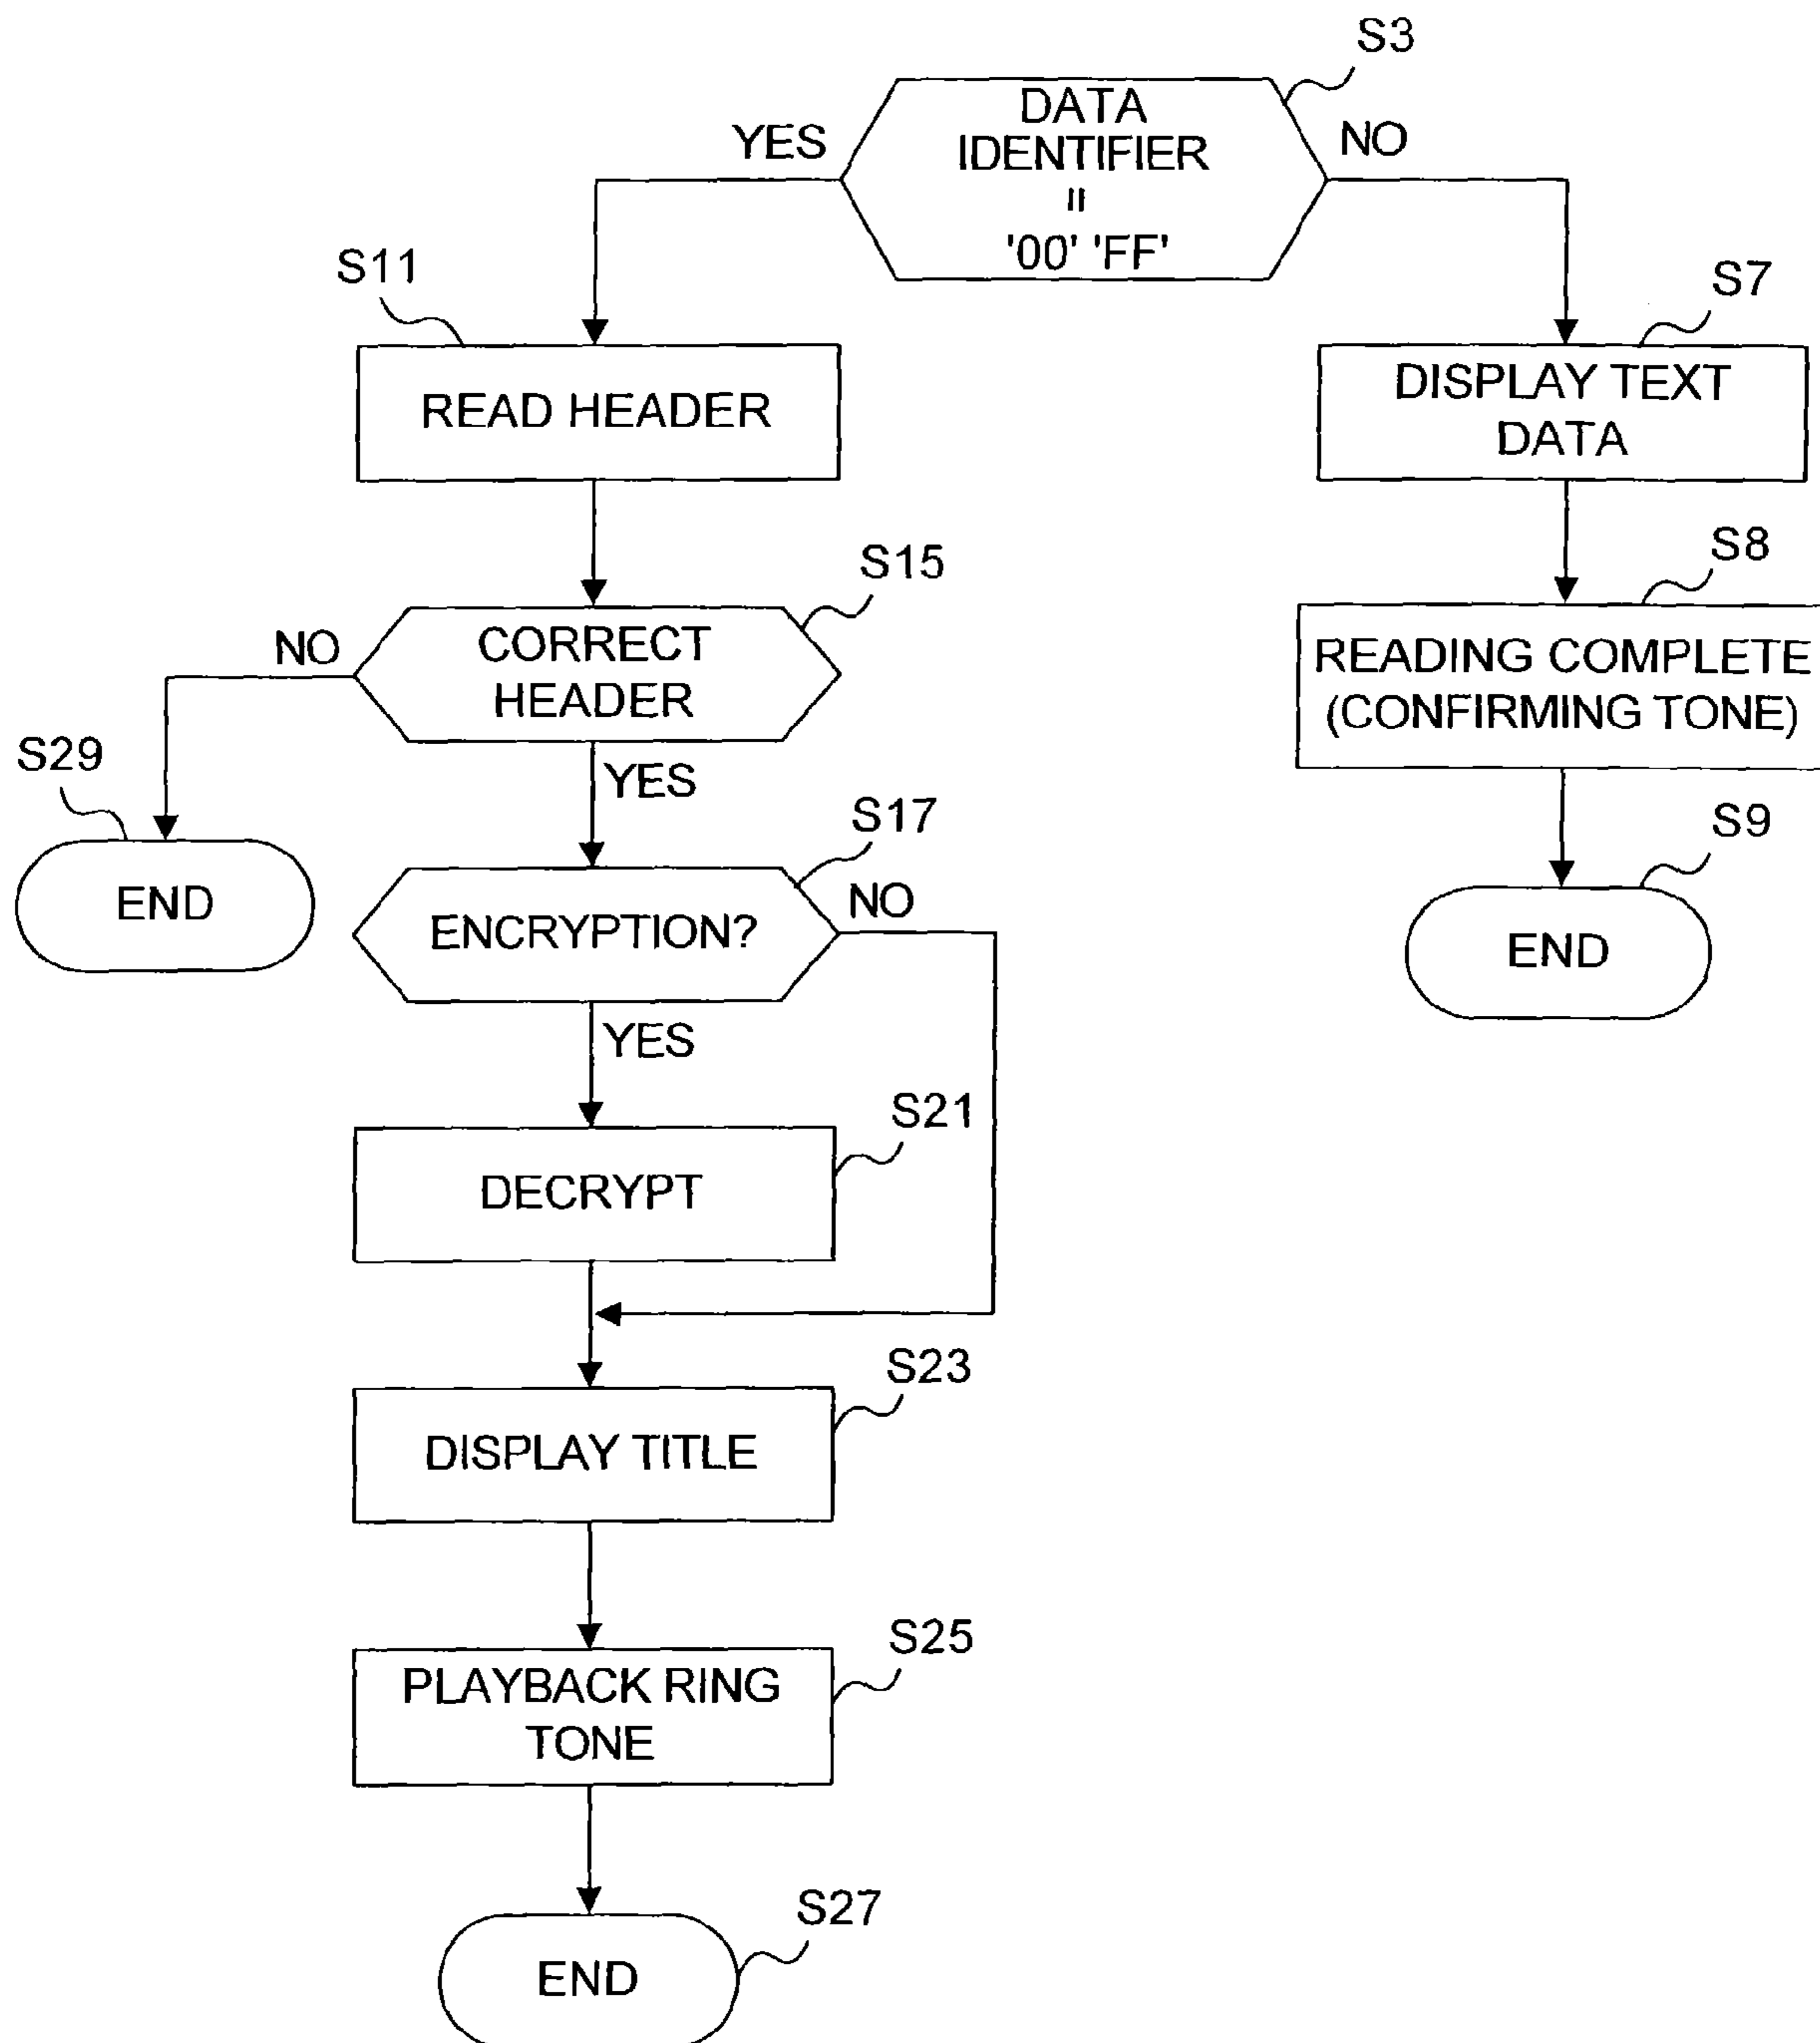 S3
DATA
IDENTIFIER
=
'00' 'FF'
YES
NO
S11
READ HEADER
S7
DISPLAY TEXT
DATA
S15
CORRECT
HEADER
NO
YES
S8
READING COMPLETE
(CONFIRMING TONE)
S29
END
S17
ENCRYPTION?
NO
YES
S9
END
S21
DECRYPT
S23
DISPLAY TITLE
S25
PLAYBACK RING
TONE
S27
END